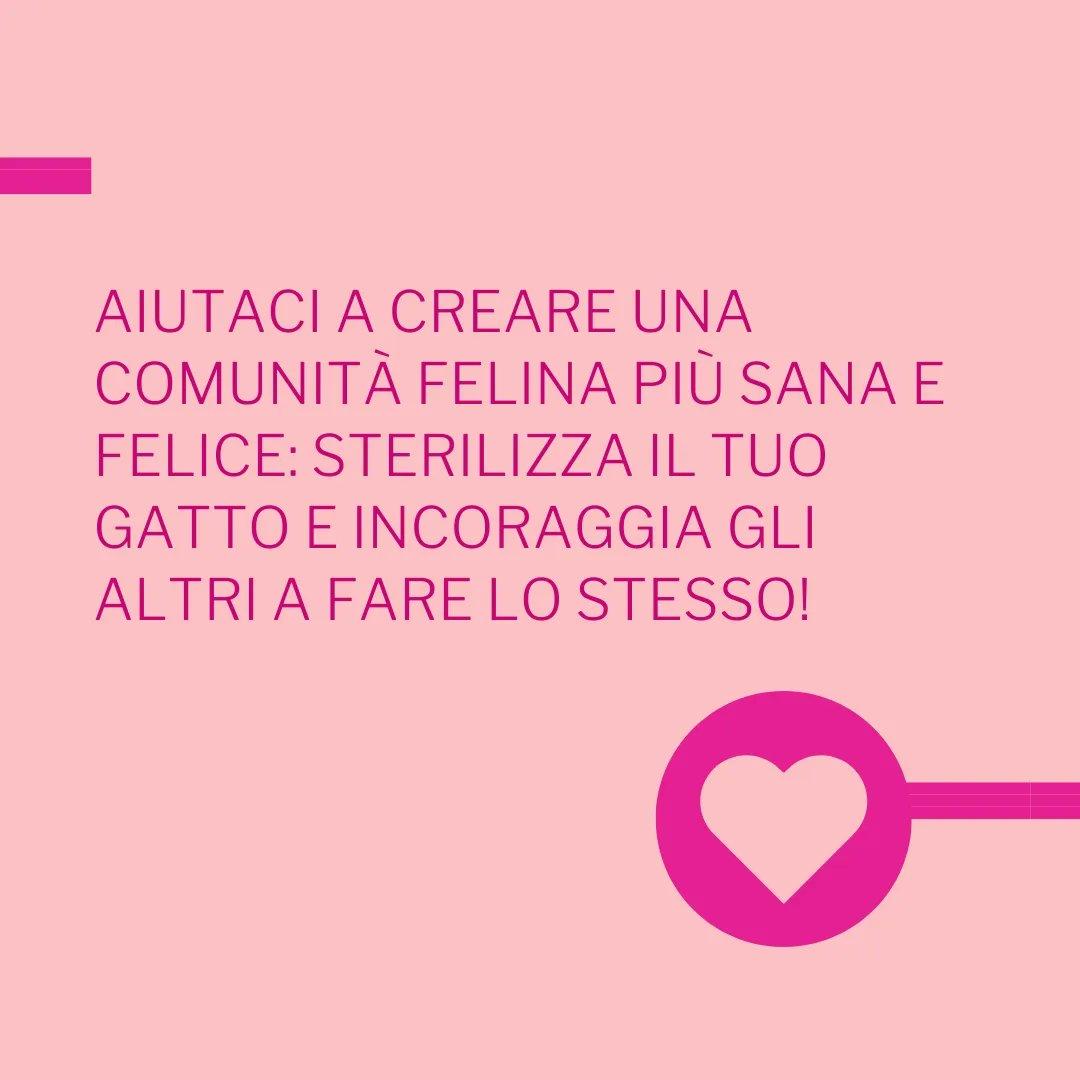 AIUTACI A CREARE UNA
COMUNITÀ FELINA PIÙ SANA E
FELICE: STERILIZZA IL TUO
GATTO E INCORAGGIA GLI
ALTRI A FARE LO STESSO!